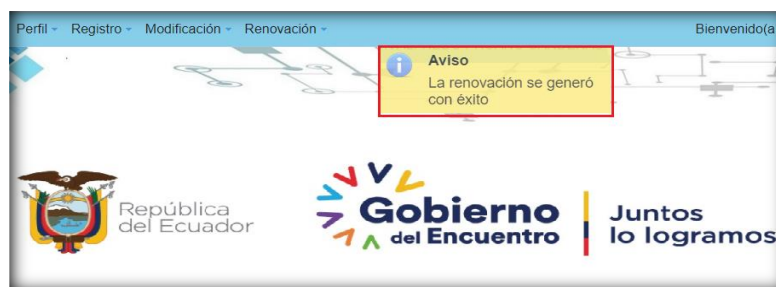 Perfil Registro Modificación Renovación Bienvenido(a
Aviso
La renovación se generó
con éxito
República
del Ecuador
Gobierno
del Encuentro
Juntos
lo logramos